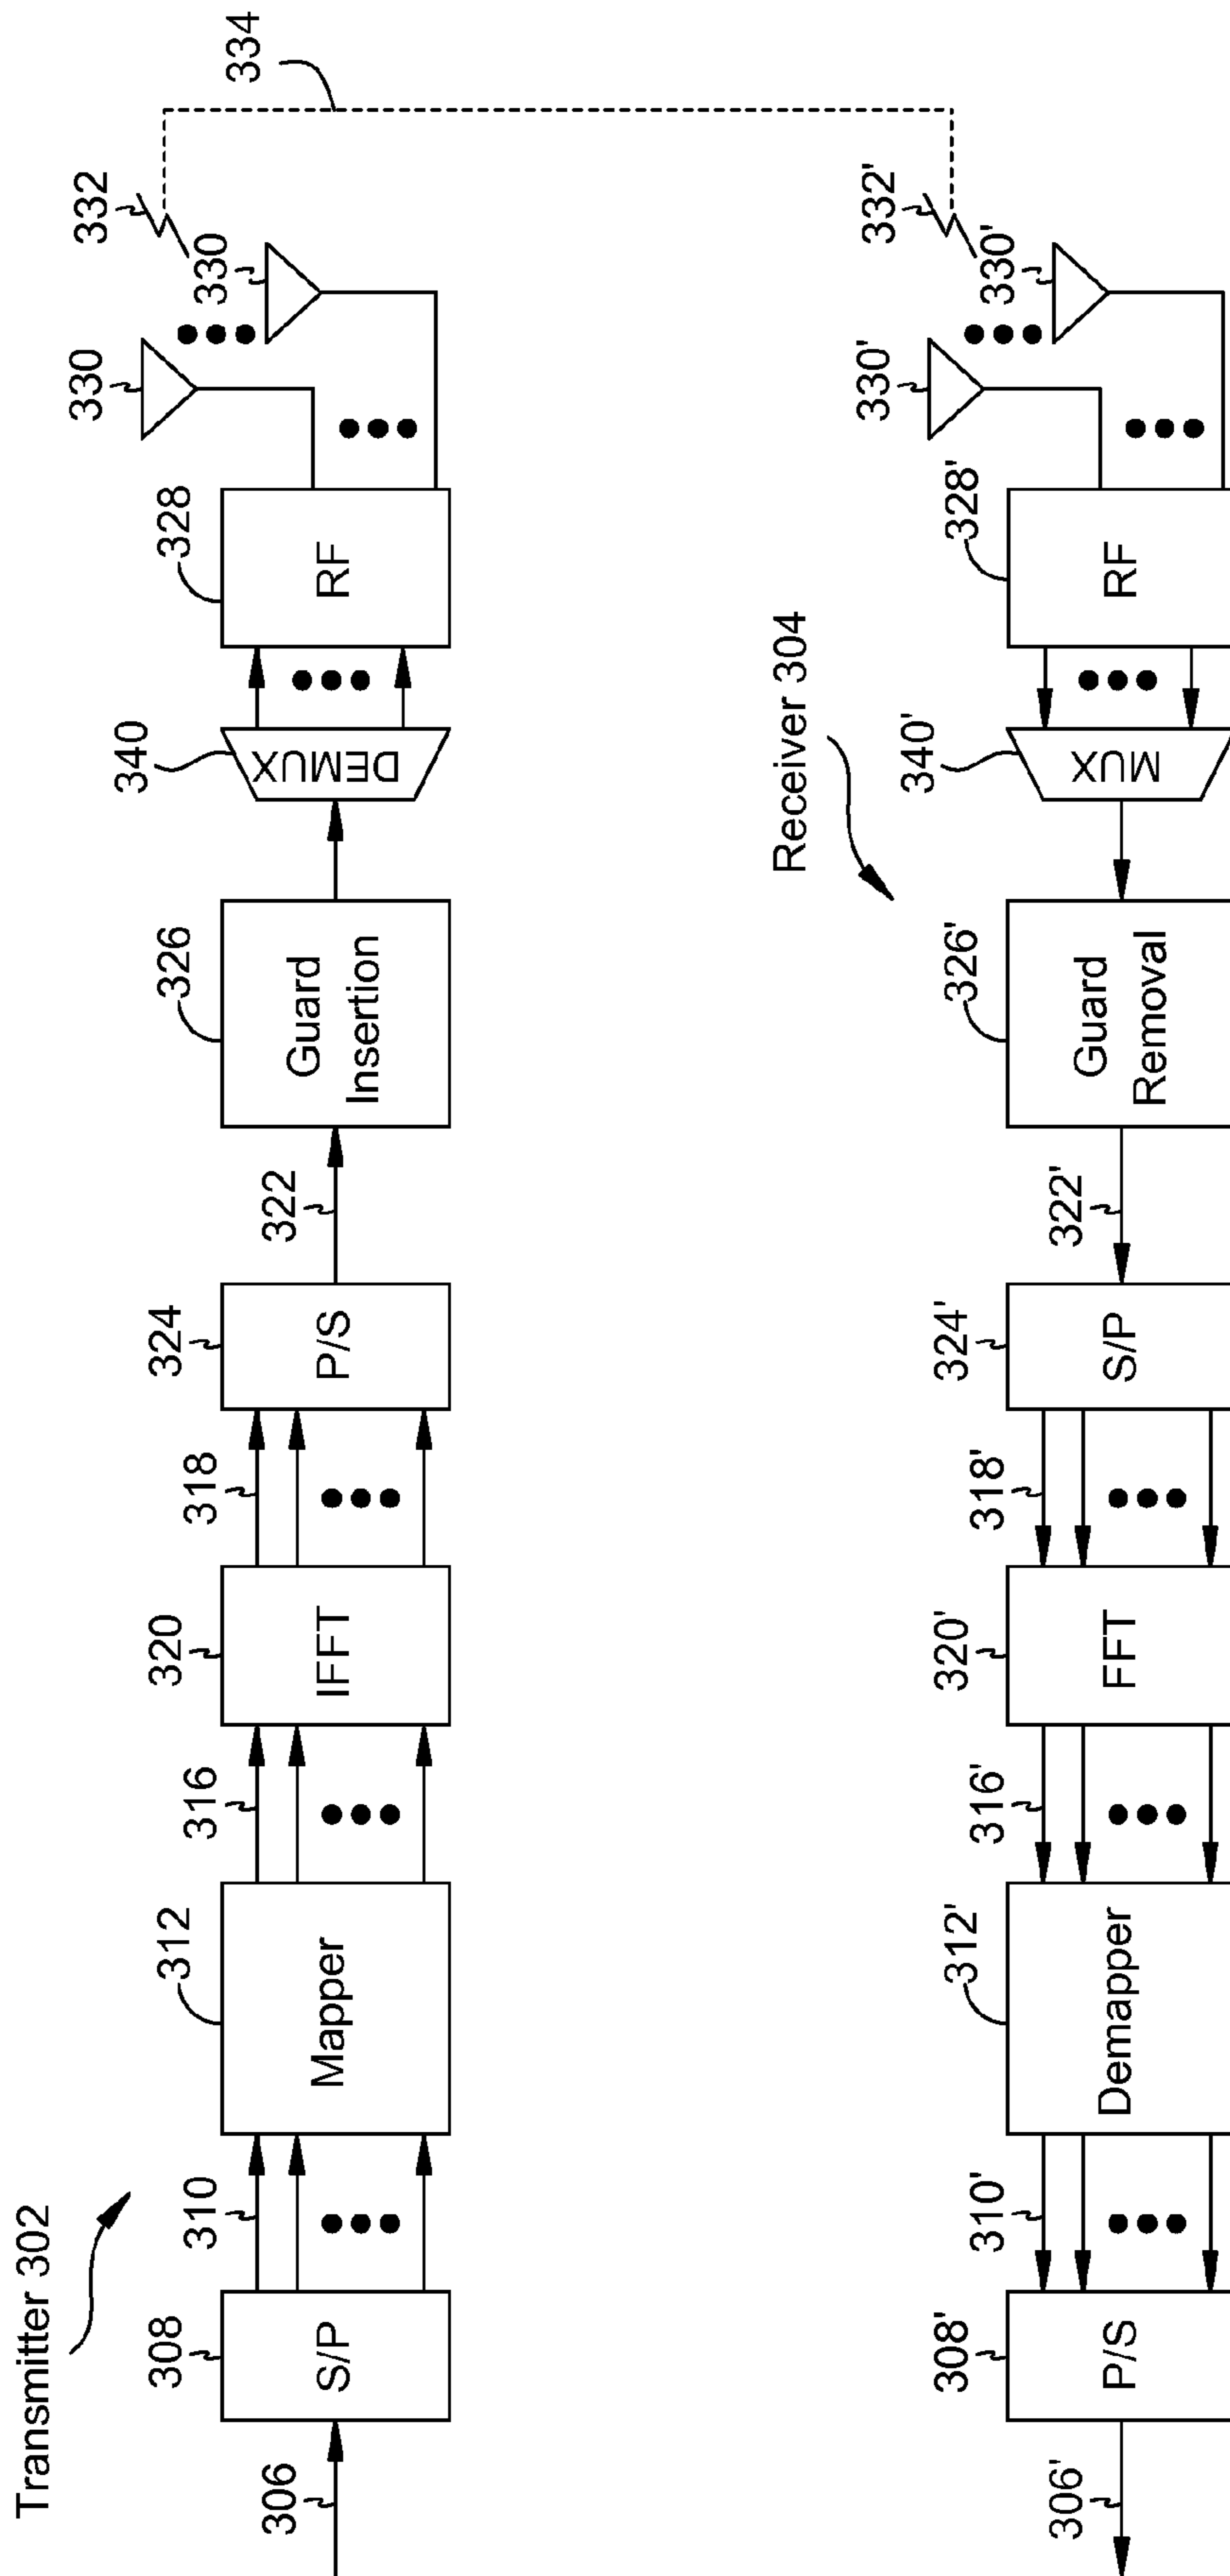 Transmitter 302
306
308
S/P
310
312
Mapper
316
320
IFFT
318
324
P/S
322
326
Guard
Insertion
340
DEMUX
328
RF
330
330
332
334
Receiver 304
306'
308'
P/S
310'
312'
Demapper
316'
320'
FFT
318'
324'
S/P
322'
326'
Guard
Removal
340'
MUX
328'
RF
330'
330'
332'